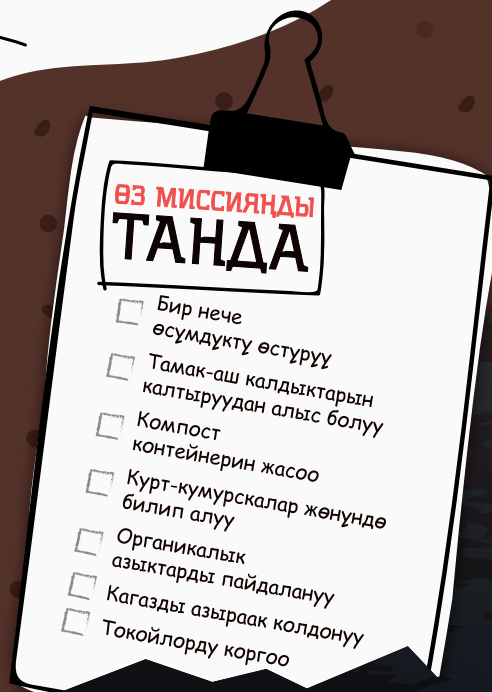 ӨЗ МИССИЯҢДЫ
ТАНДА
Бир нече
өсүмдүктү өстүрүү
Тамак-аш калдыктарын
калтыруудан алыс болуу
Компост
контейнерин жасоо
Курт-кумурскалар жөнүндө
билип алуу
Органикалык
азыктарды пайдалануу
Кагазды азыраак колдонуу
Токойлорду коргоо